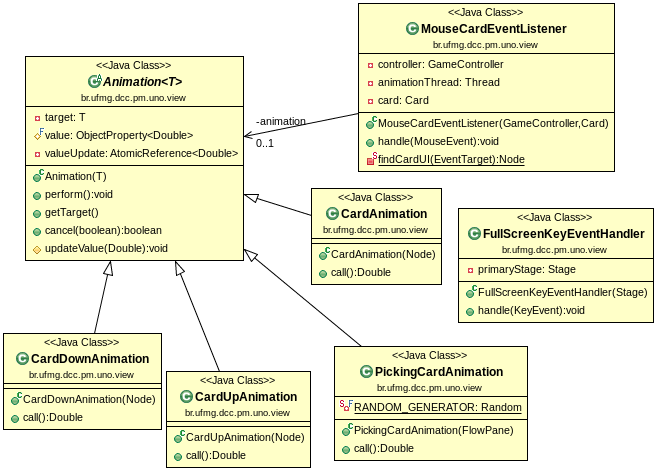 <<Java Class>>
MouseCardEventListener
br.ufmg.dcc.pm.uno.view
controller: GameController
animationThread: Thread
card: Card
MouseCardEventListener(GameController,Card)
handle(MouseEvent):void
findCardUI(EventTarget):Node
<<Java Class>>
Animation<T>
br.ufmg.dcc.pm.uno.view
target: T
value: ObjectProperty<Double>
valueUpdate: AtomicReference<Double>
Animation(T)
perform():void
getTarget()
cancel(boolean):boolean
updateValue(Double):void
-animation
0..1
<<Java Class>>
CardAnimation
br.ufmg.dcc.pm.uno.view
CardAnimation(Node)
call():Double
<<Java Class>>
FullScreenKeyEventHandler
br.ufmg.dcc.pm.uno.view
primaryStage: Stage
FullScreenKeyEventHandler(Stage)
handle(KeyEvent):void
<<Java Class>>
CardDownAnimation
br.ufmg.dcc.pm.uno.view
CardDownAnimation(Node)
call():Double
<<Java Class>>
CardUpAnimation
br.ufmg.dcc.pm.uno.view
CardUpAnimation(Node)
call():Double
<<Java Class>>
PickingCardAnimation
br.ufmg.dcc.pm.uno.view
RANDOM_GENERATOR: Random
PickingCardAnimation(FlowPane)
call():Double